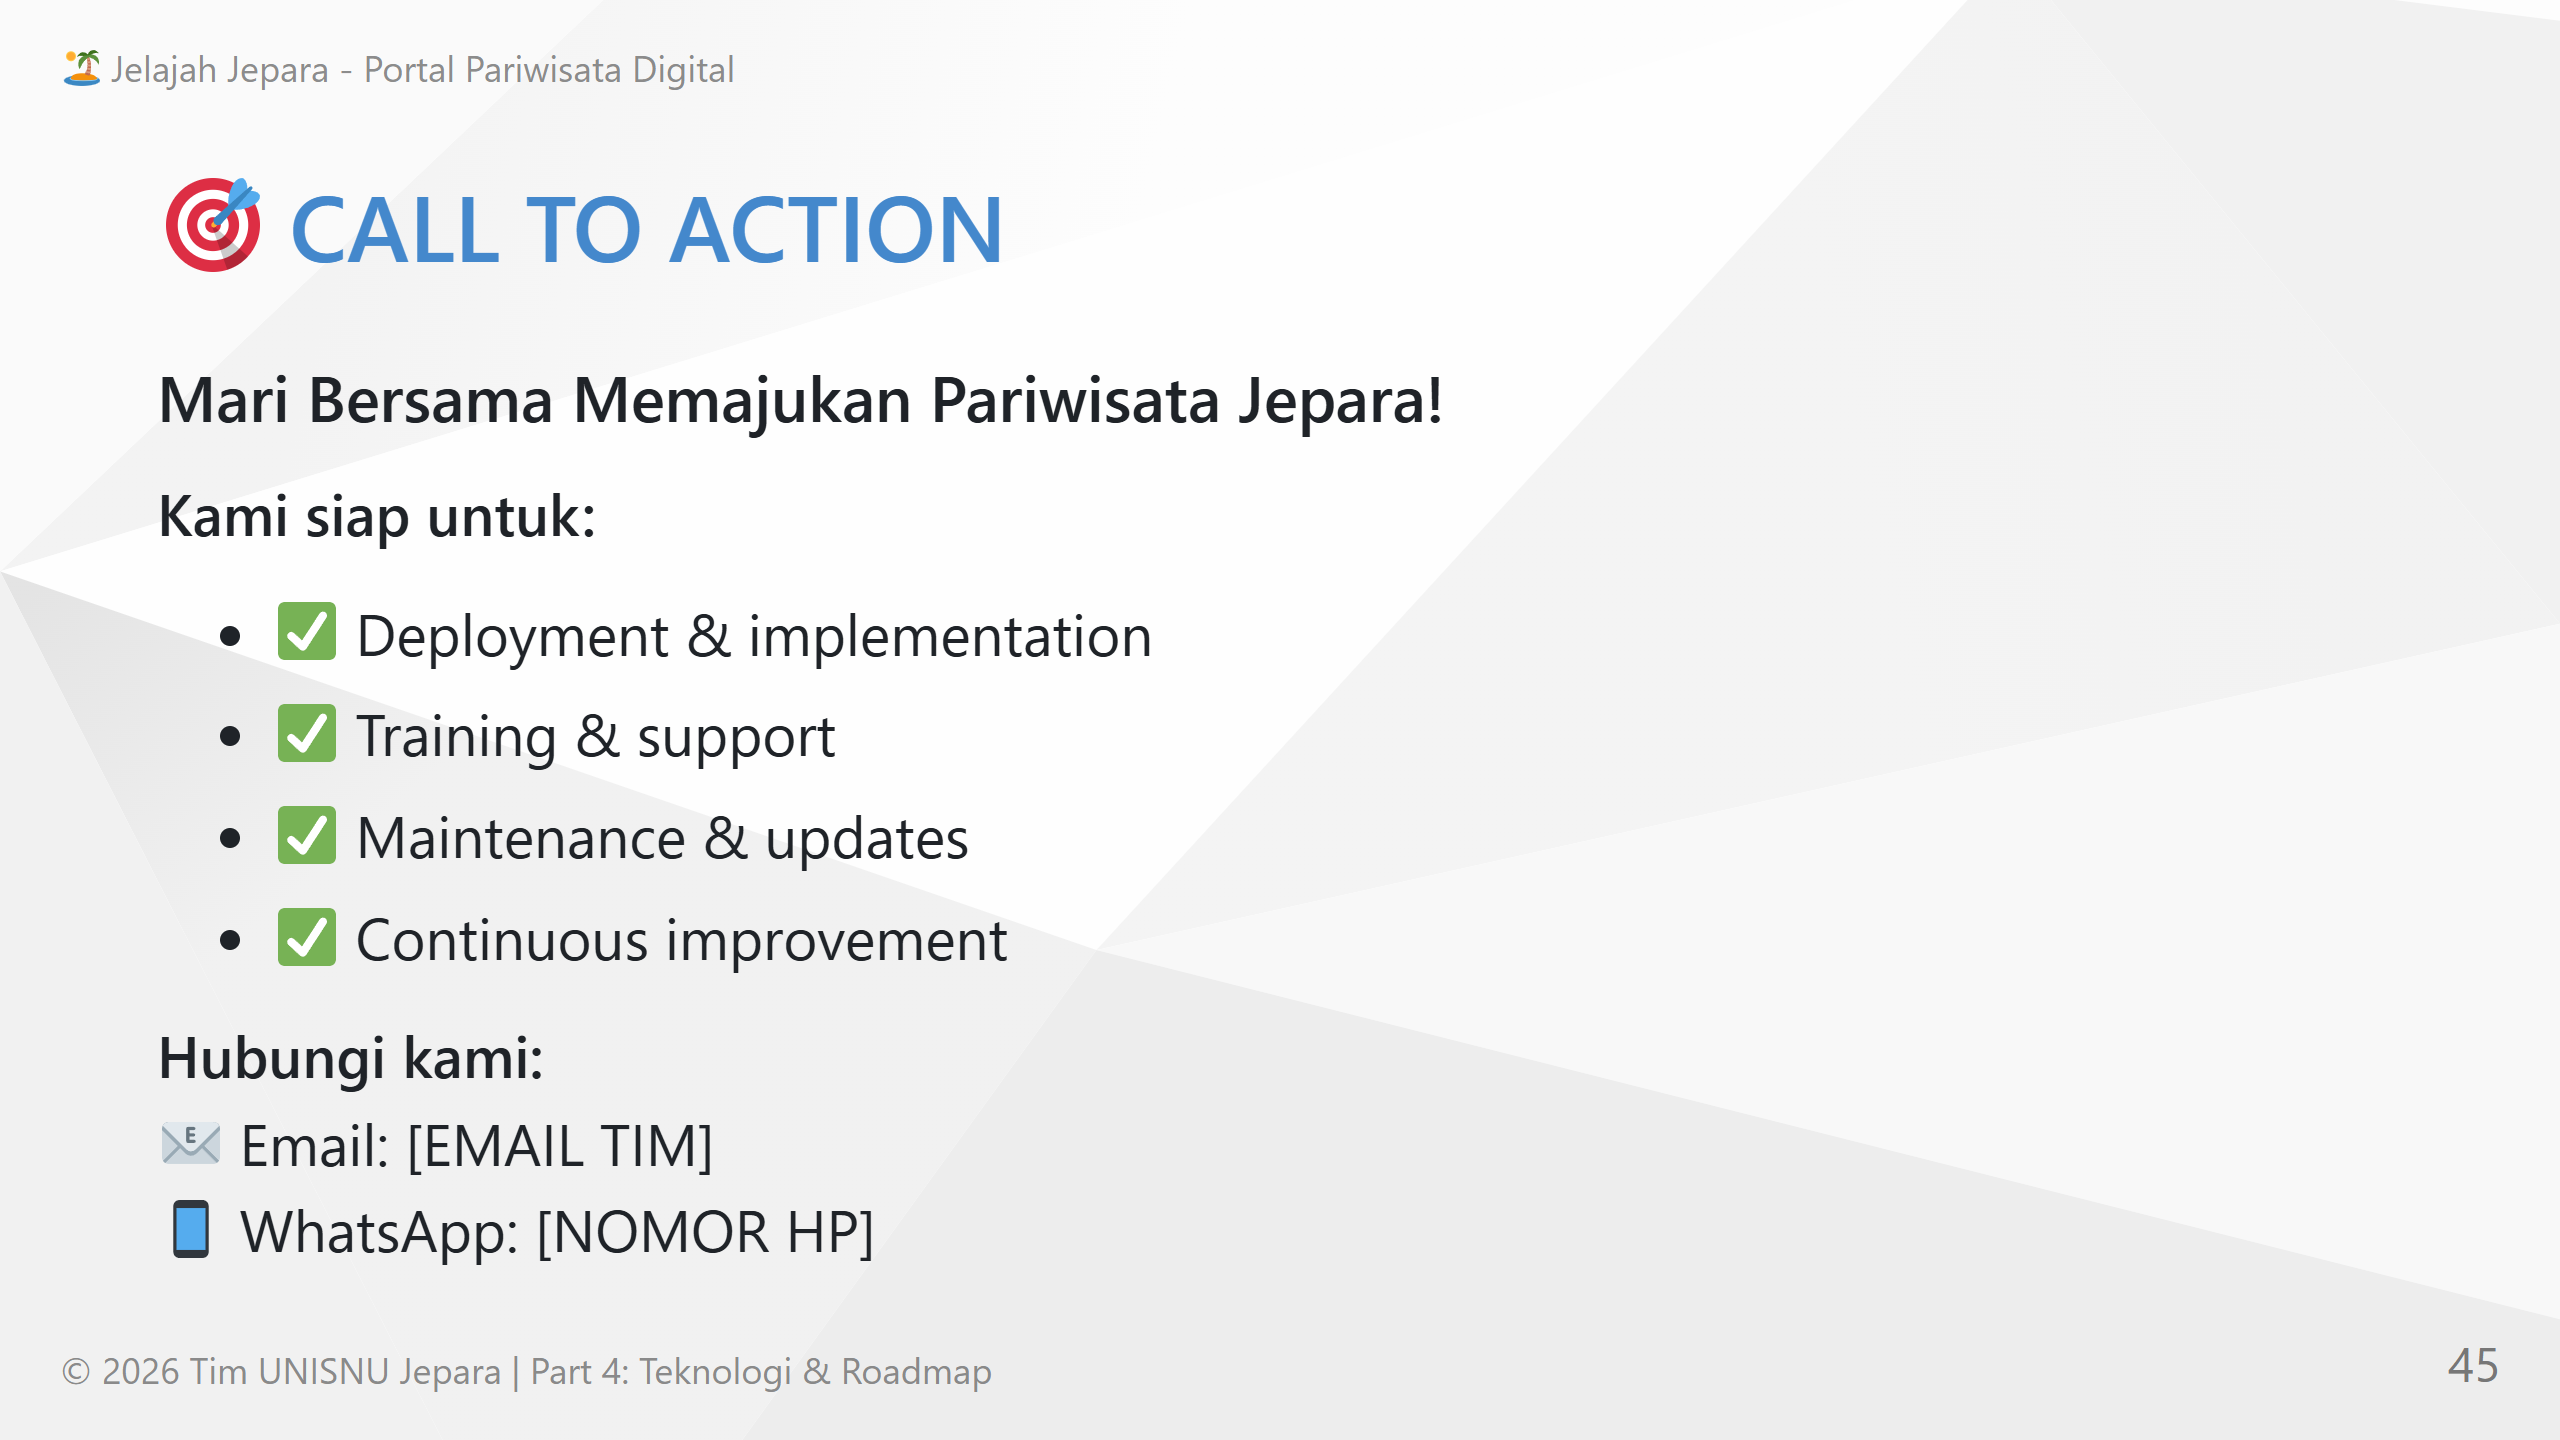 Jelajah Jepara - Portal Pariwisata Digital
CALL TO ACTION
Mari Bersama Memajukan Pariwisata Jepara!
Kami siap untuk:
• ✅ Deployment & implementation
• ✅ Training & support
• ✅ Maintenance & updates
• ✅ Continuous improvement
Hubungi kami:
📧 Email: [EMAIL TIM]
📱 WhatsApp: [NOMOR HP]
© 2026 Tim UNISNU Jepara | Part 4: Teknologi & Roadmap
45